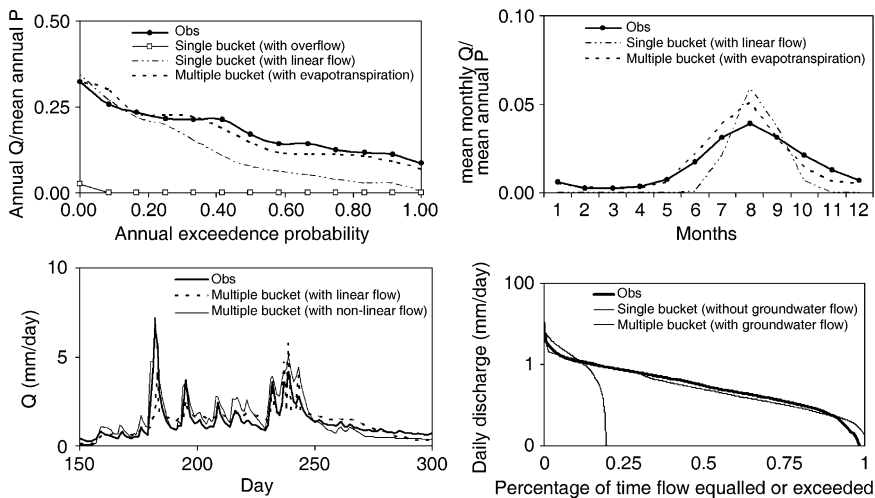 Annual Q/mean annual P
0.50
0.25
0.00
0.00 0.20 0.40 0.60 0.80 1.00
Annual exceedence probability
Obs
Single bucket (with overflow)
Single bucket (with linear flow)
Multiple bucket (with evapotranspiration)
mean monthly Q/
mean annual P
0.10
0.05
0.00
1 2 3 4 5 6 7 8 9 10 11 12
Months
Obs
Single bucket (with linear flow)
Multiple bucket (with evapotranspiration)
Q (mm/day)
10
5
0
150 200 250 300
Day
Obs
Multiple bucket (with linear flow)
Multiple bucket (with non-linear flow)
Daily discharge (mm/day)
100
1
0
0 0.25 0.5 0.75 1
Percentage of time flow equalled or exceeded
Obs
Single bucket (without groundwater flow)
Multiple bucket (with groundwater flow)